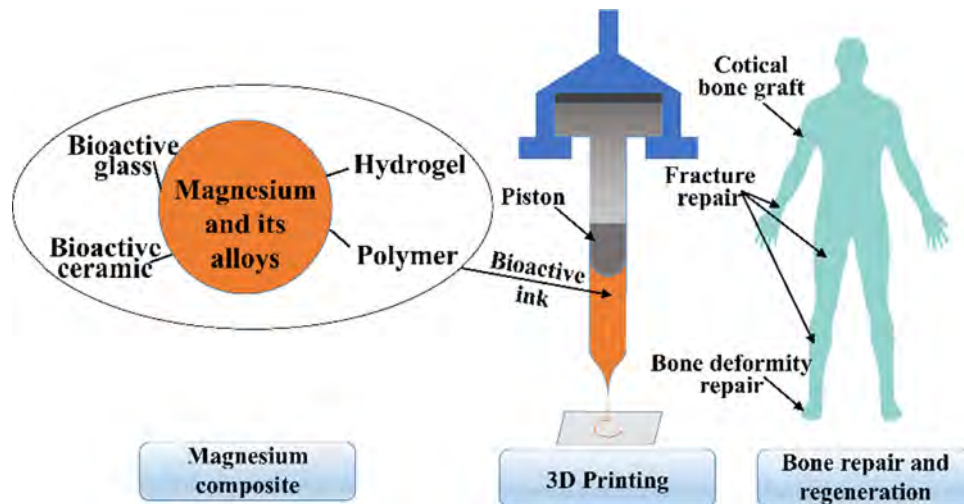 Bioactive
glass
Hydrogel
Magnesium
and its
alloys
Bioactive
ceramic
Polymer
Piston
Bioactive
ink
Cotical
bone graft
Fracture
repair
Bone deformity
repair
Magnesium
composite
3D Printing
Bone repair and
regeneration